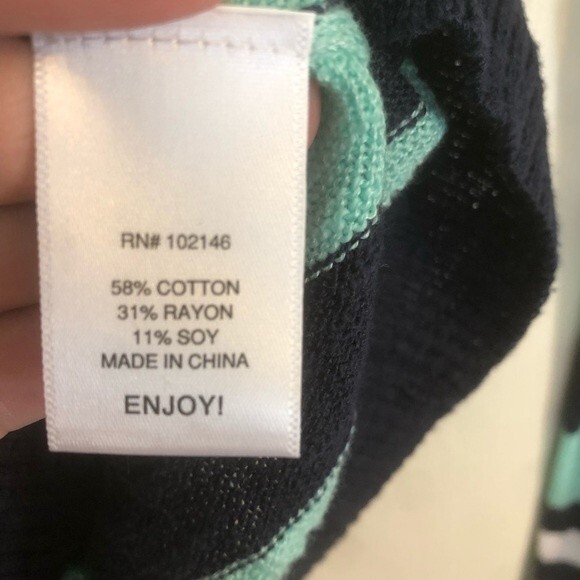 RN# 102146
58% COTTON
31% RAYON
11% SOY
MADE IN CHINA
ENJOY!